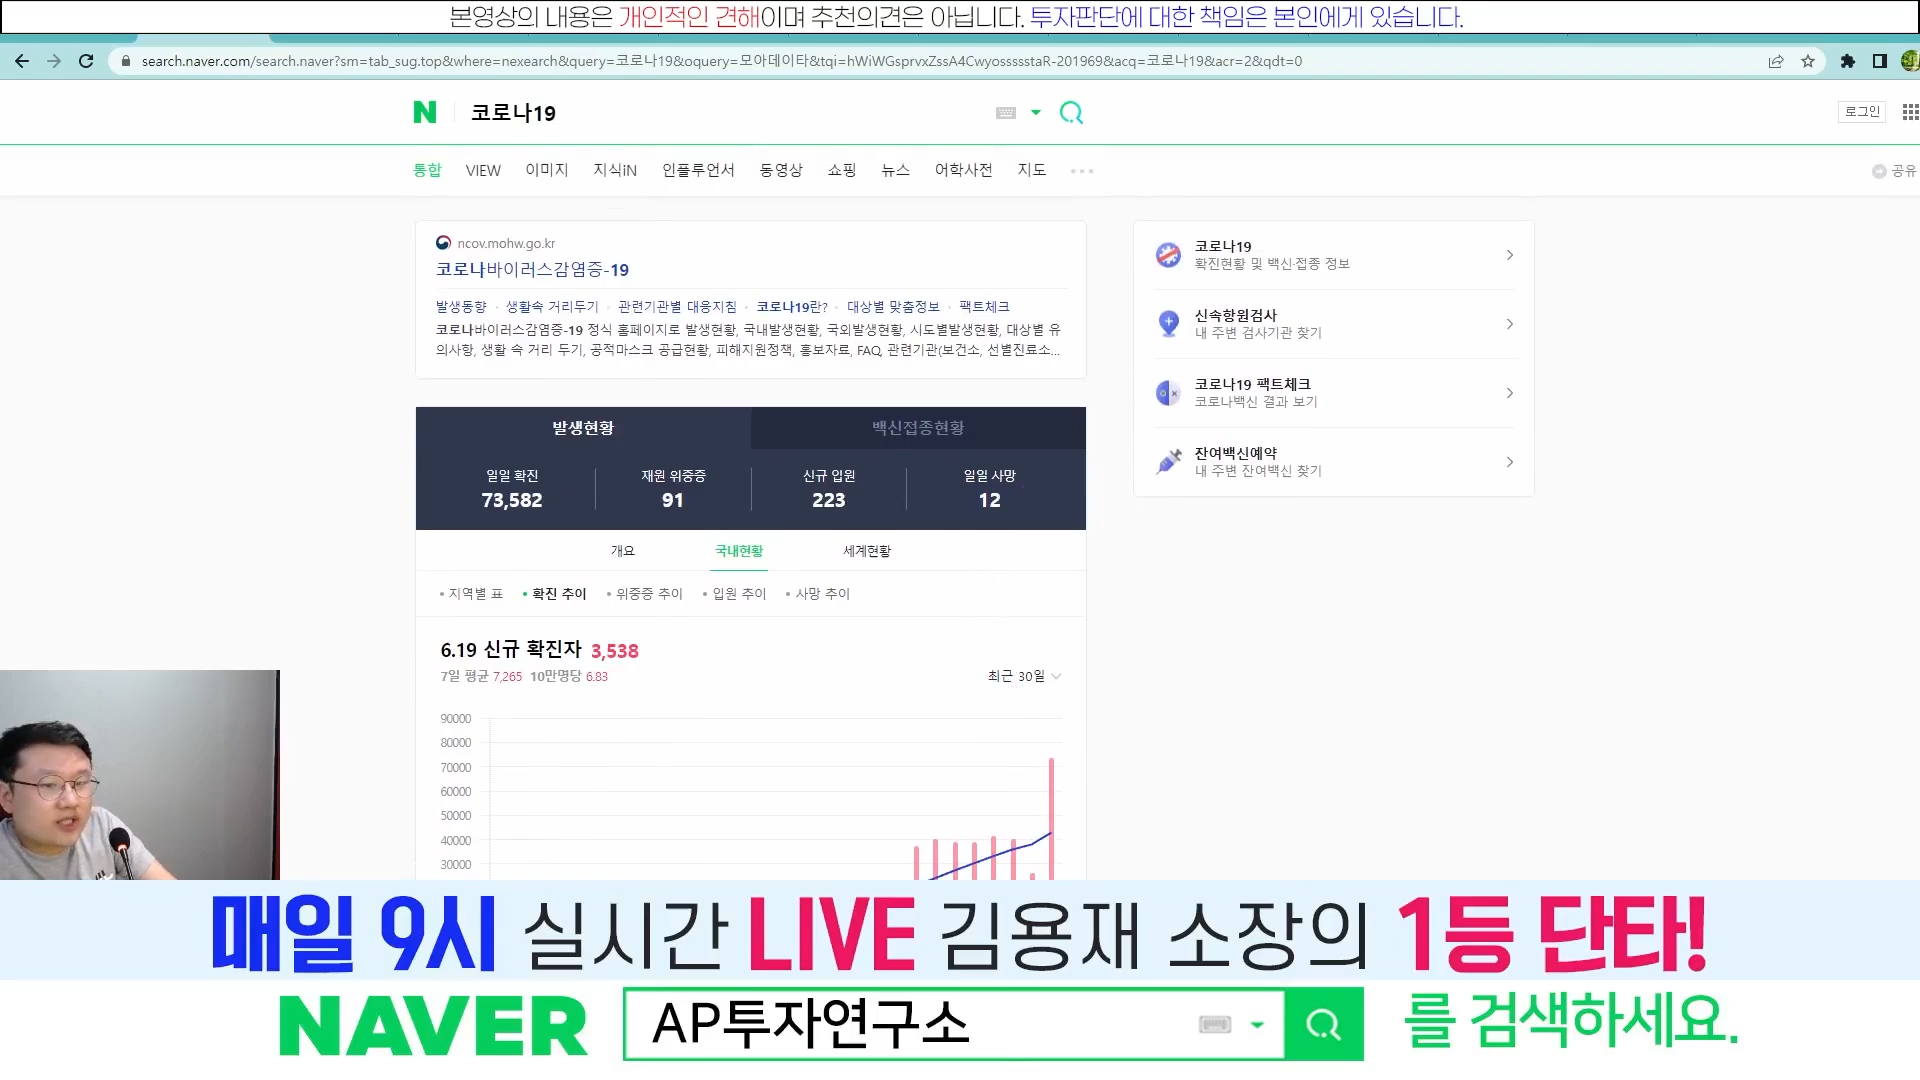 본영상의 내용은 개인적인 견해이며 추천의견은 아닙니다. 투자판단에 대한 책임은 본인에게 있습니다.
search.naver.com/search.naver?sm=tab_sug.top&where=nexearch&query=코로나19&oquery=모아데이타&tqi=hWiWGsprvxZssA4CwyossssstaR-201969&acq=코로나19&acr=2&qdt=0
N 코로나19
로그인
통합 VIEW 이미지 지식iN 인플루언서 동영상 쇼핑 뉴스 어학사전 지도
공유
ncov.mohw.go.kr
코로나바이러스감염증-19
발생동향 · 생활속 거리두기 · 관련기관별 대응지침 · 코로나19란? · 대상별 맞춤정보 · 팩트체크
코로나바이러스감염증-19 정식 홈페이지로 발생현황, 국내발생현황, 국외발생현황, 시도별발생현황, 대상별 유
의사항, 생활 속 거리 두기, 공적마스크 공급현황, 피해지원정책, 홍보자료, FAQ, 관련기관(보건소, 선별진료소...
코로나19
확진현황 및 백신·접종 정보
신속항원검사
내 주변 검사기관 찾기
코로나19 팩트체크
코로나백신 결과 보기
잔여백신예약
내 주변 잔여백신 찾기
발생현황 백신접종현황
일일 확진 재원 위중증 신규 입원 일일 사망
73,582 91 223 12
개요 국내현황 세계현황
지역별 표 확진 추이 위중증 추이 입원 추이 사망 추이
6.19 신규 확진자 3,538
7일 평균 7,265 10만명당 6.83
최근 30일
90000
80000
70000
60000
50000
40000
30000
매일 9시 실시간 LIVE 김용재 소장의 1등 단타!
NAVER AP투자연구소 를 검색하세요.